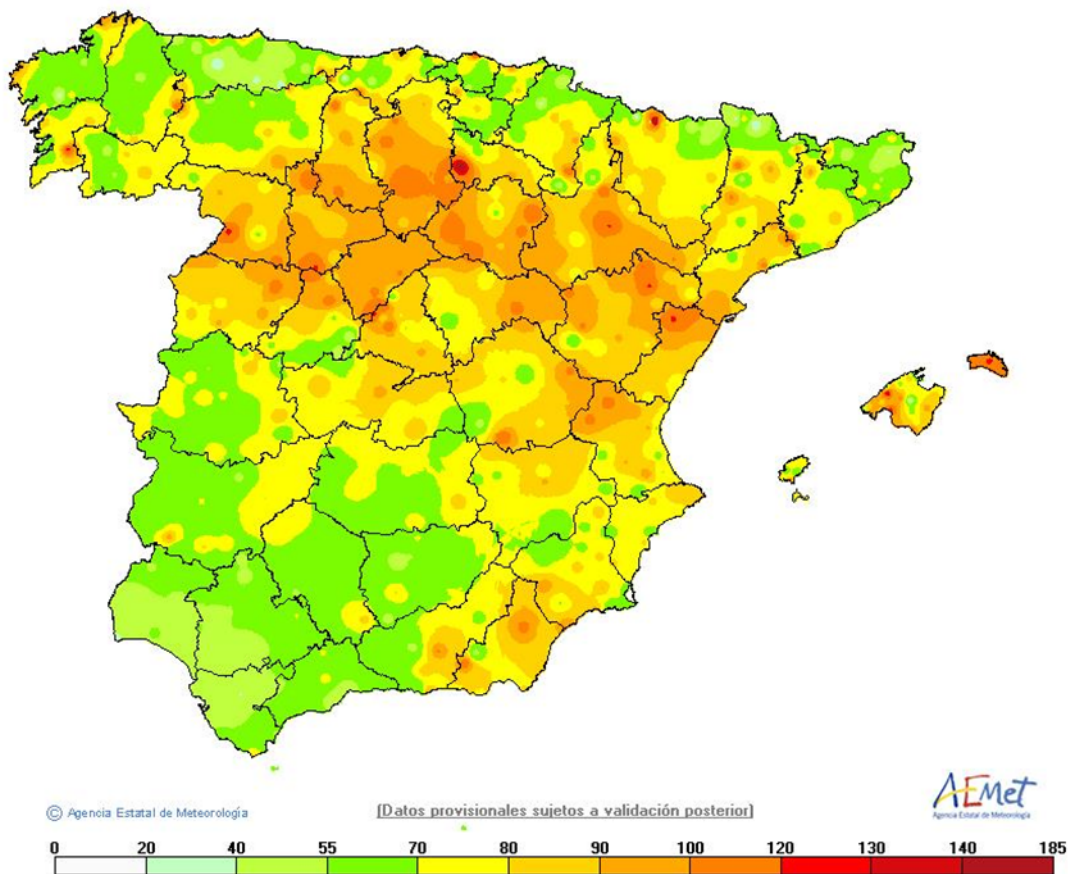 © Agencia Estatal de Meteorología
(Datos provisionales sujetos a validación posterior)
AEMet
Agencia Estatal de Meteorología
0 20 40 55 70 80 90 100 120 130 140 185